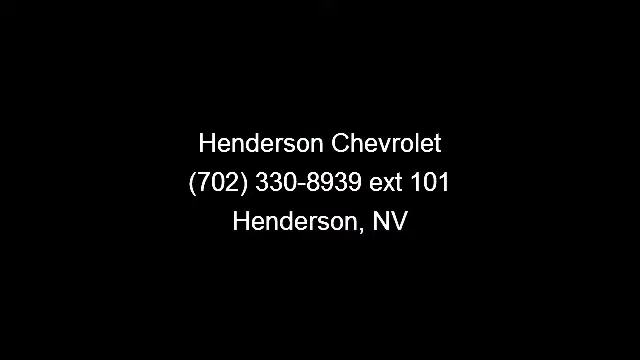 Henderson Chevrolet
(702) 330-8939 ext 101
Henderson, NV